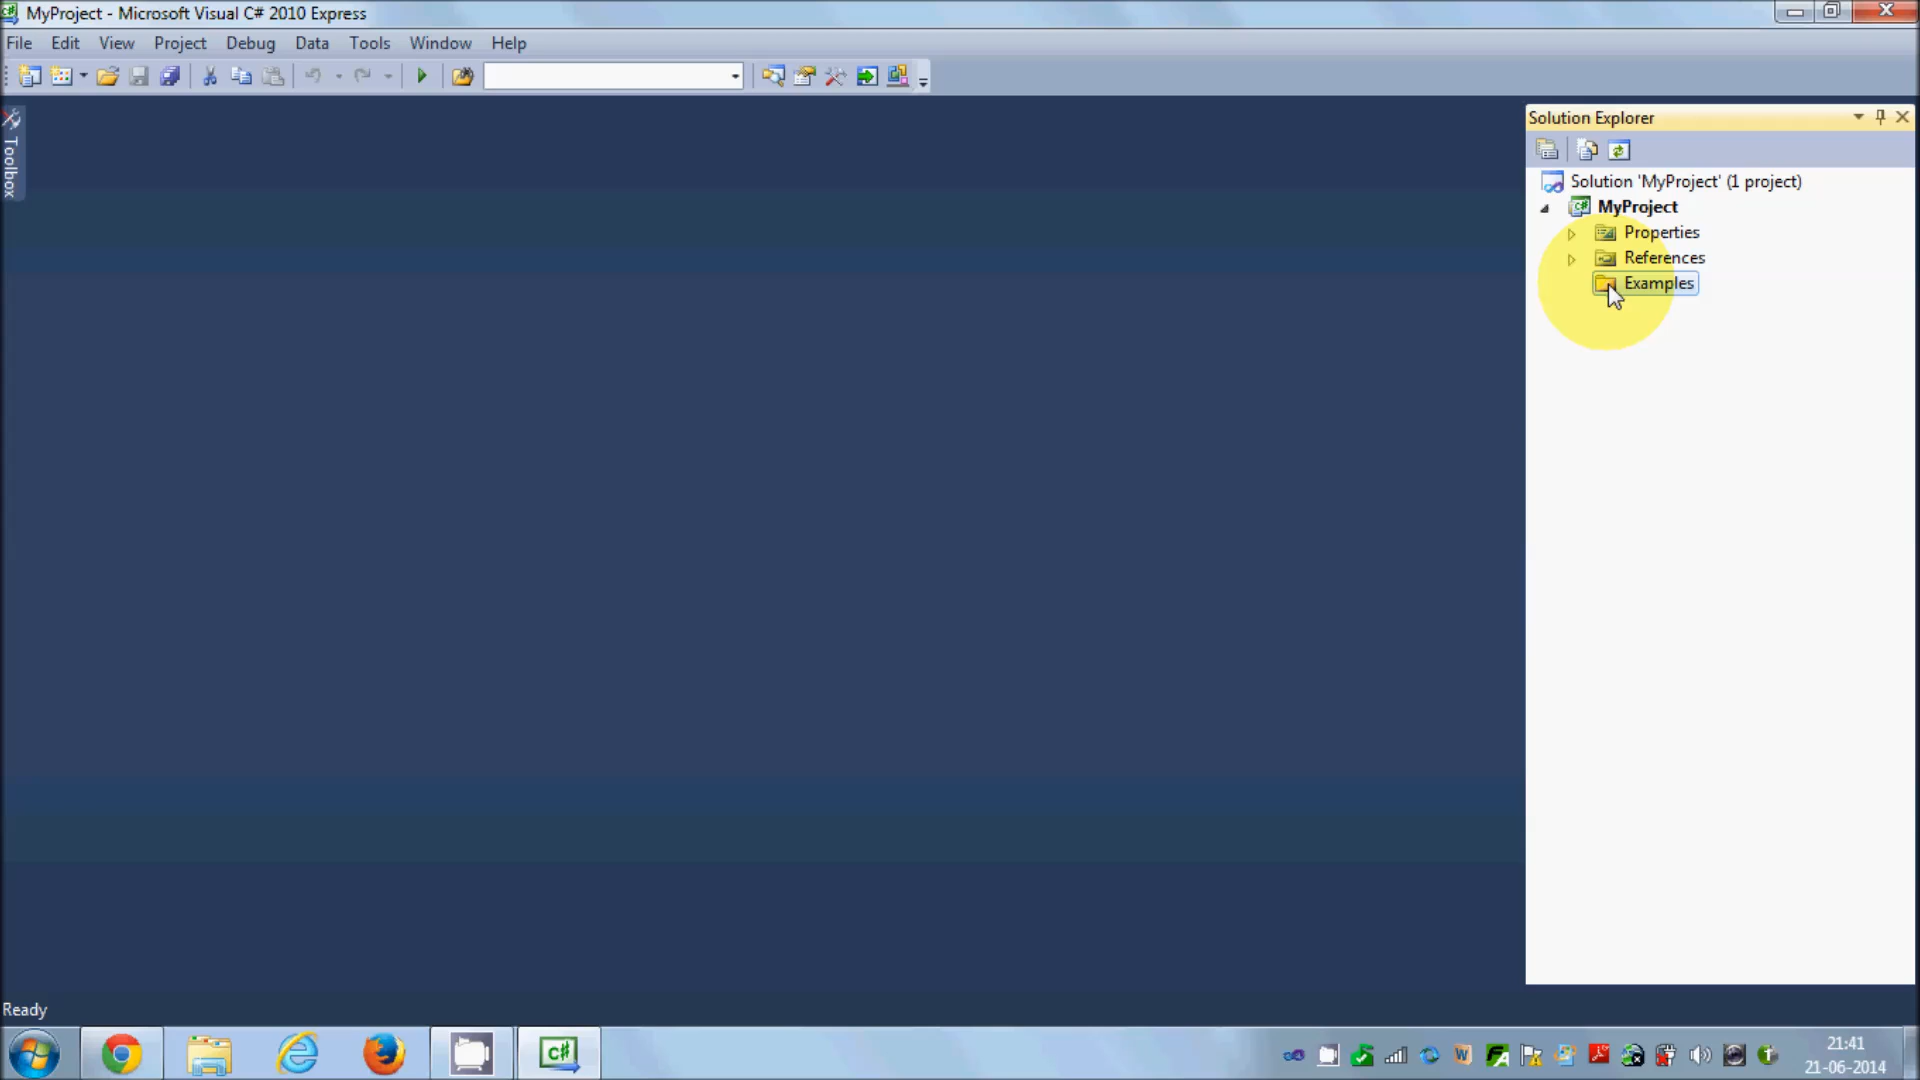 MyProject - Microsoft Visual C# 2010 Express
File Edit View Project Debug Data Tools Window Help
Toolbox
Solution Explorer
Solution 'MyProject' (1 project)
MyProject
Properties
References
Examples
Ready
C#
21:41
21-06-2014